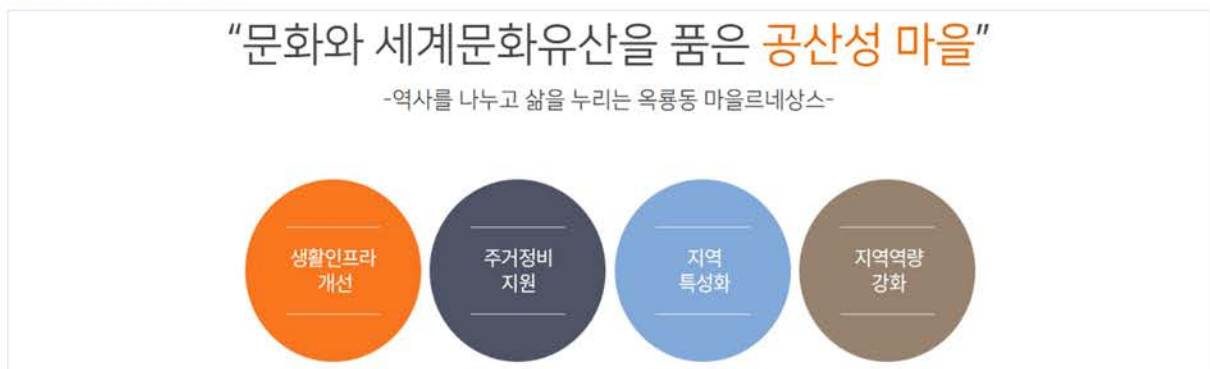 “문화와 세계문화유산을 품은 공산성 마을”
-역사를 나누고 삶을 누리는 옥룡동 마을르네상스-
생활인프라
개선
주거정비
지원
지역
특성화
지역역량
강화